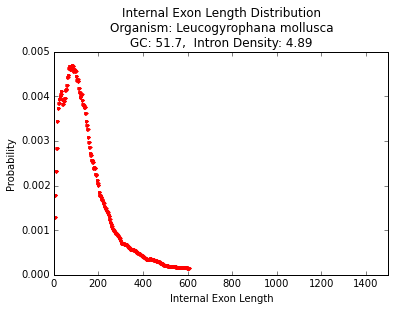 Internal Exon Length Distribution
Organism: Leucogyrophana mollusca
GC: 51.7,  Intron Density: 4.89
0.005
0.004
0.003
0.002
0.001
0.000
Probability
0 200 400 600 800 1000 1200 1400
Internal Exon Length